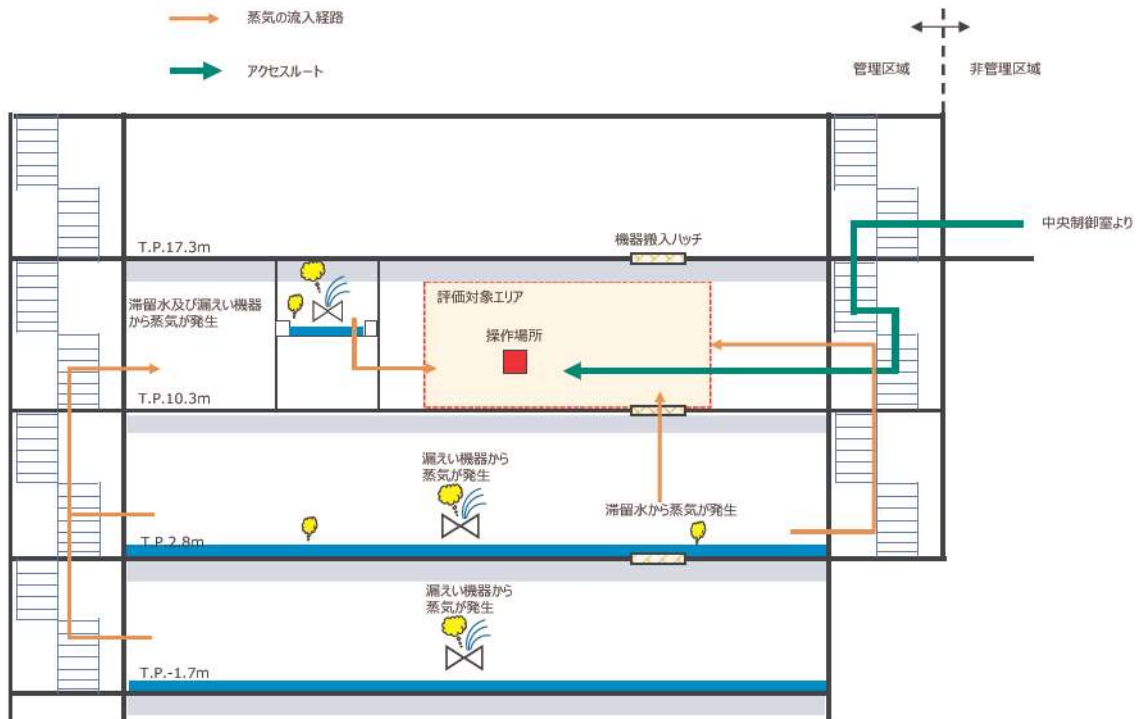 蒸気の流入経路
アクセスルート
管理区域
非管理区域
中央制御室より
T.P.17.3m
機器搬入ハッチ
滞留水及び漏えい機器
から蒸気が発生
評価対象エリア
操作場所
T.P.10.3m
漏えい機器から
蒸気が発生
滞留水から蒸気が発生
T.P.2.8m
漏えい機器から
蒸気が発生
T.P.-1.7m